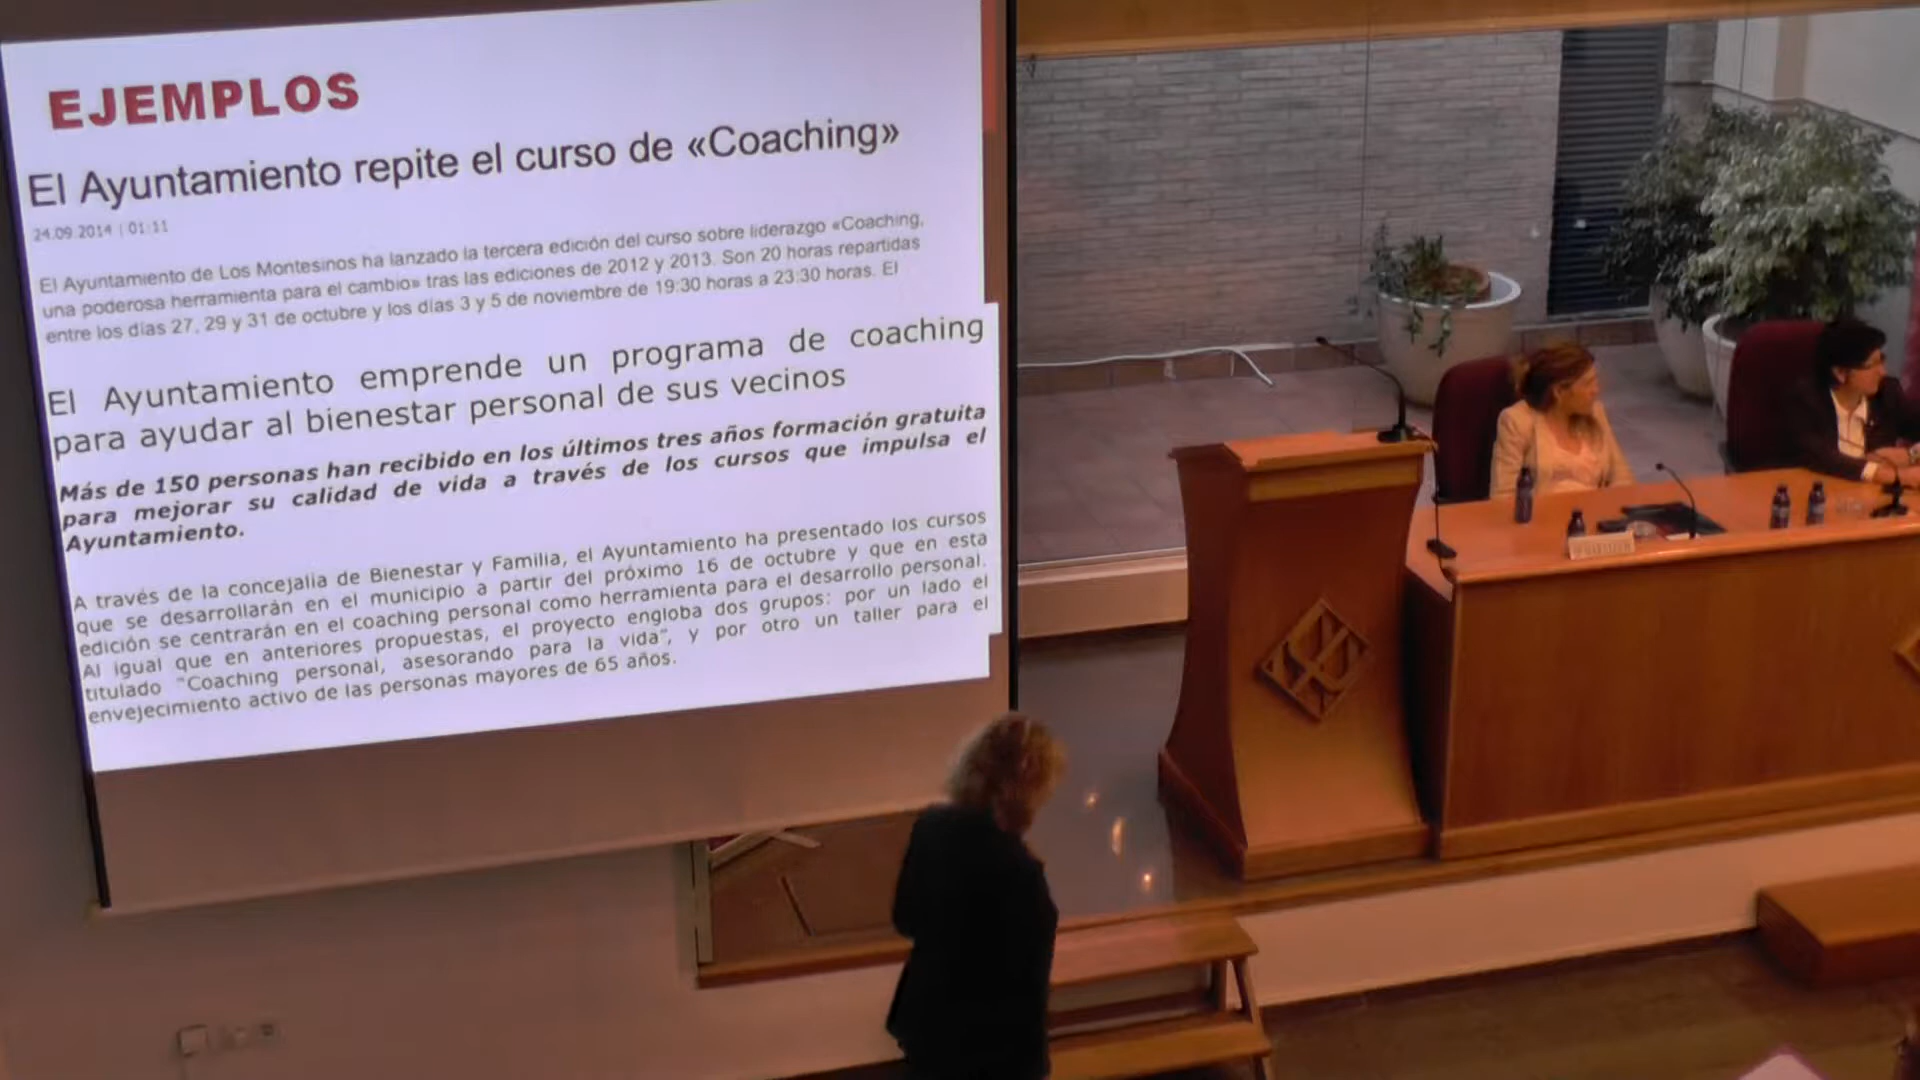 EJEMPLOS
El Ayuntamiento repite el curso de «Coaching»
24.09.2014 | 01:11
El Ayuntamiento de Los Montesinos ha lanzado la tercera edición del curso sobre liderazgo «Coaching,
una poderosa herramienta para el cambio» tras las ediciones de 2012 y 2013. Son 20 horas repartidas
entre los días 27, 29 y 31 de octubre y los días 3 y 5 de noviembre de 19:30 horas a 23:30 horas. El
El Ayuntamiento emprende un programa de coaching
para ayudar al bienestar personal de sus vecinos
Más de 150 personas han recibido en los últimos tres años formación gratuita
para mejorar su calidad de vida a través de los cursos que impulsa el
Ayuntamiento.
A través de la concejalía de Bienestar y Familia, el Ayuntamiento ha presentado los cursos
que se desarrollarán en el municipio a partir del próximo 16 de octubre y que en esta
edición se centrarán en el coaching personal como herramienta para el desarrollo personal.
Al igual que en anteriores propuestas, el proyecto engloba dos grupos: por un lado el
titulado "Coaching personal, asesorando para la vida", y por otro un taller para el
envejecimiento activo de las personas mayores de 65 años.